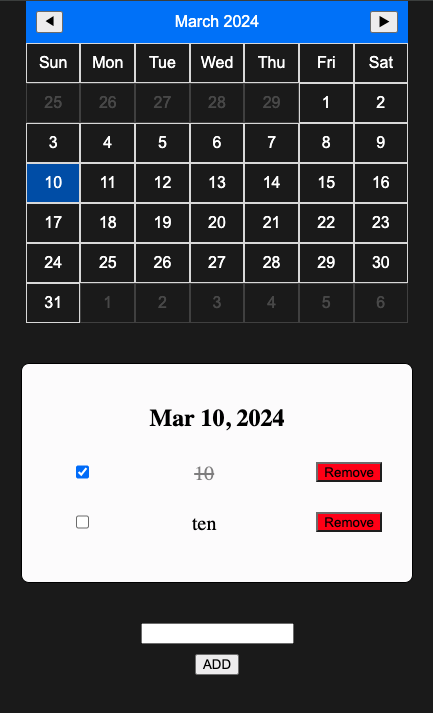 ◀ March 2024 ▶
Sun Mon Tue Wed Thu Fri Sat
25 26 27 28 29 1 2
3 4 5 6 7 8 9
10 11 12 13 14 15 16
17 18 19 20 21 22 23
24 25 26 27 28 29 30
31 1 2 3 4 5 6
Mar 10, 2024
10 Remove
ten Remove
ADD